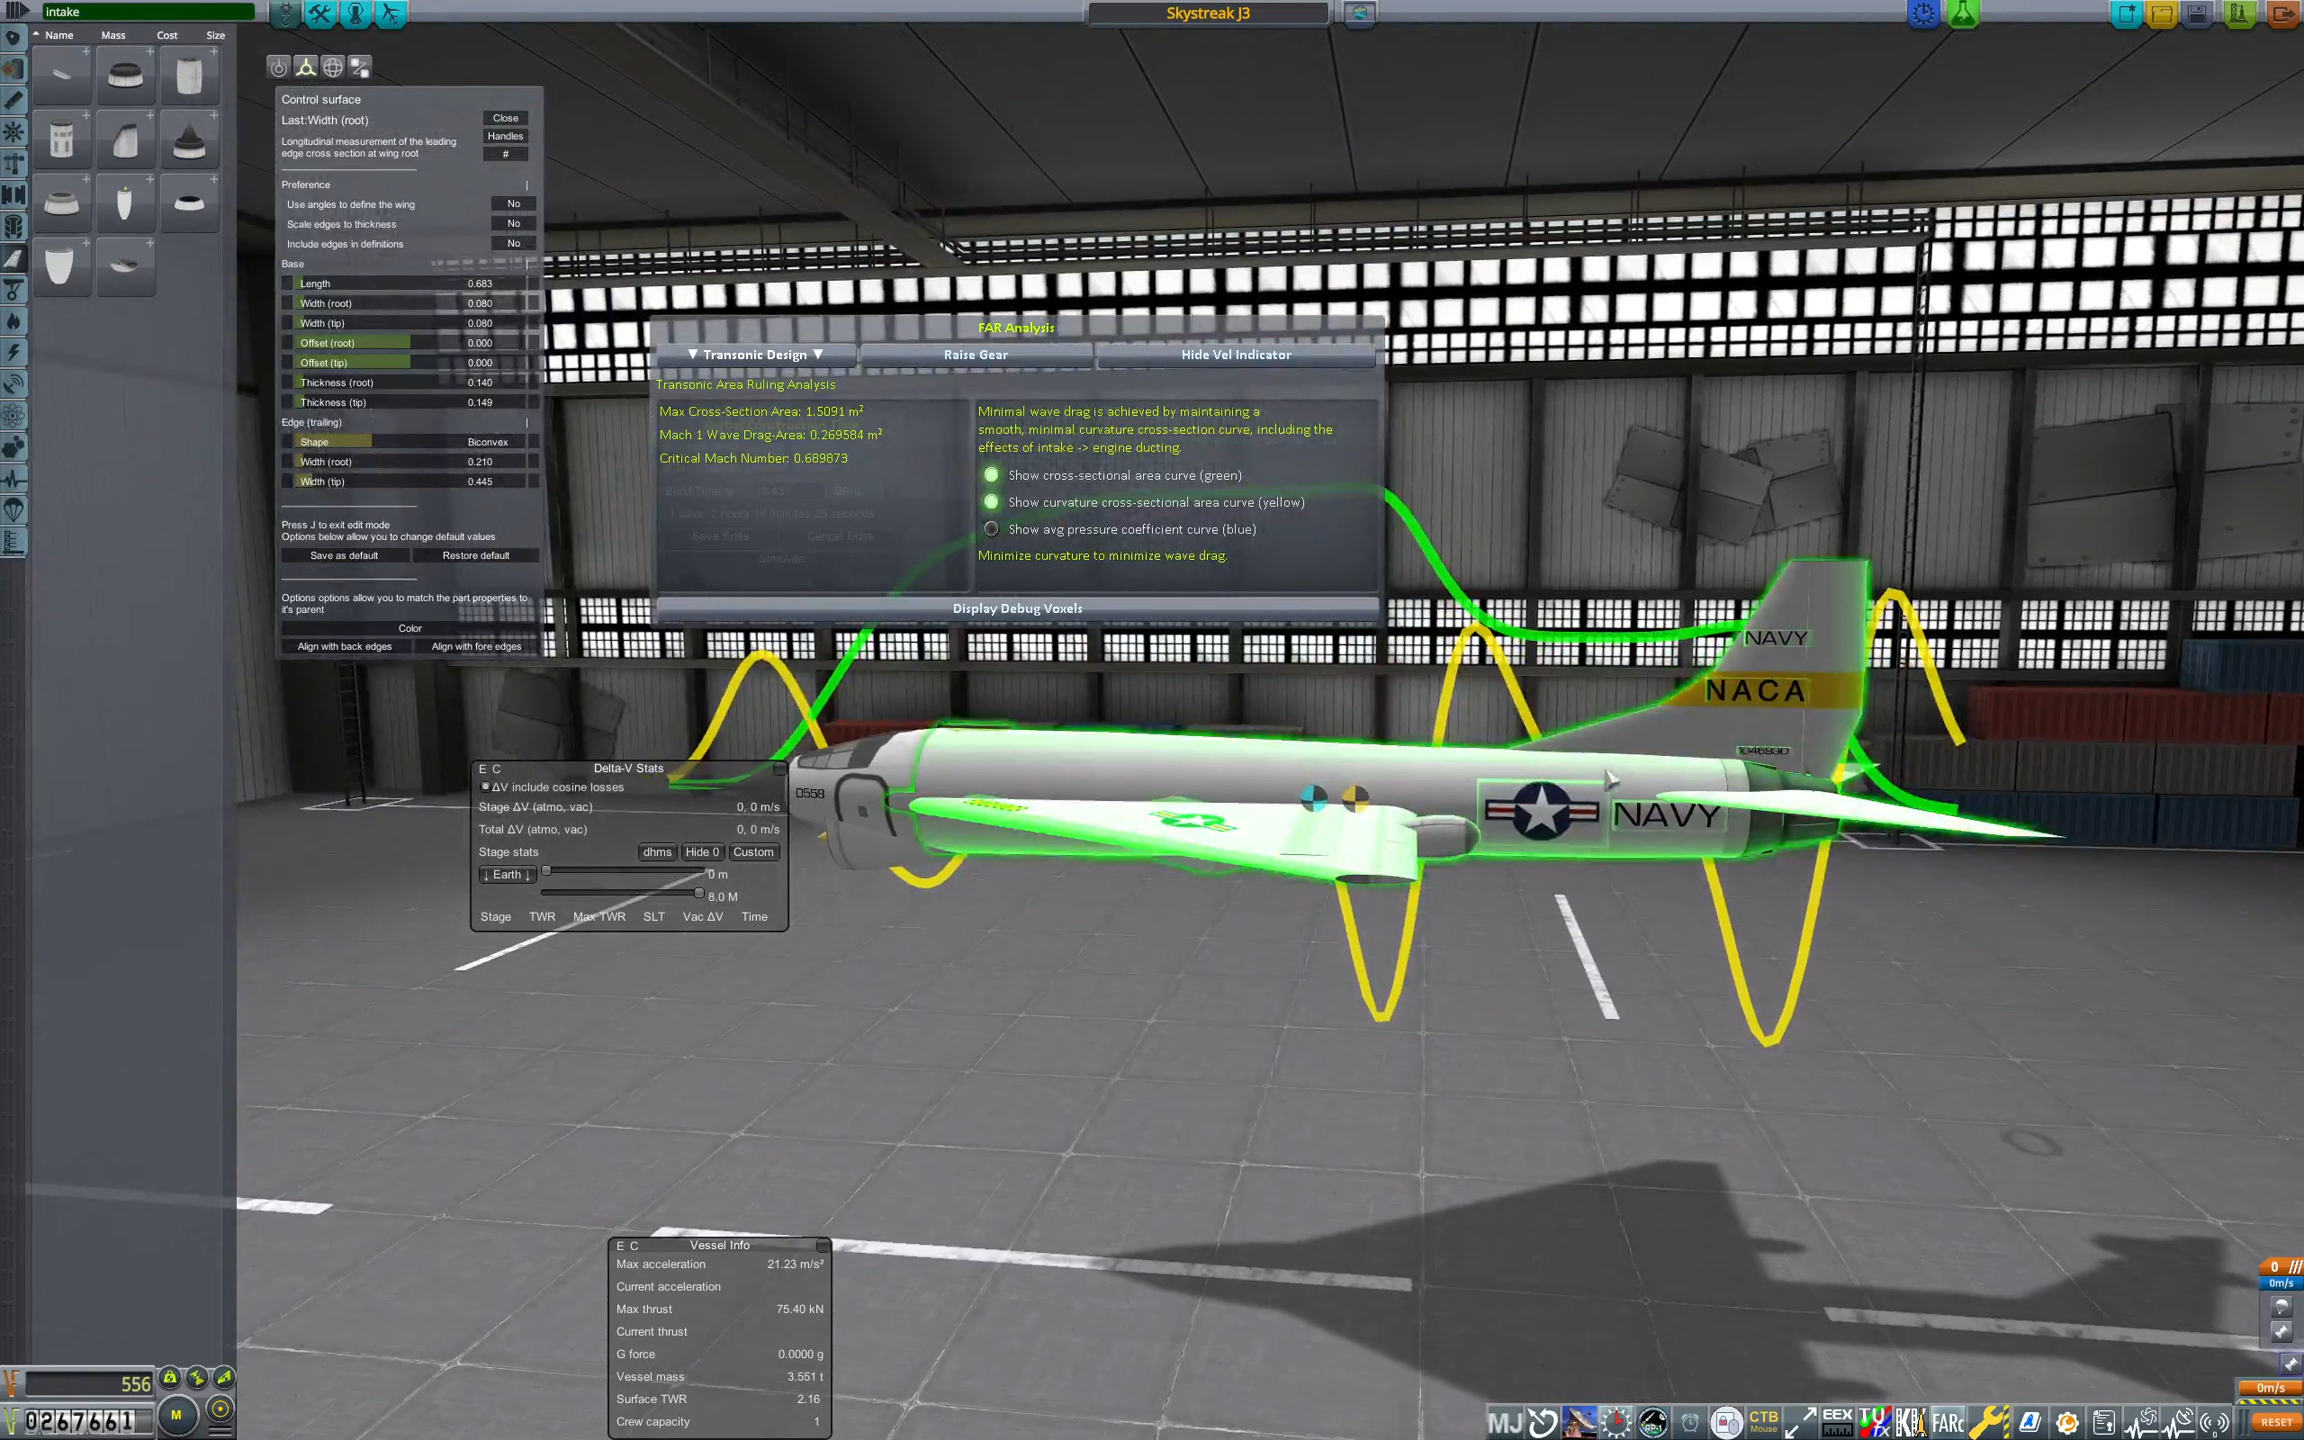 intake
Skystreak J3
Name Mass Cost Size
Control surface
Last:Width (root)
Close
Longitudinal measurement of the leading
edge cross section at wing root
Handles
#
Preference
Use angles to define the wing No
Scale edges to thickness No
Include edges in definitions No
Base
Length 0.683
Width (root) 0.080
Width (tip) 0.080
Offset (root) 0.000
Offset (tip) 0.000
Thickness (root) 0.140
Thickness (tip) 0.149
Edge (trailing)
Shape Biconvex
Width (root) 0.210
Width (tip) 0.445
Press J to exit edit mode
Options below allow you to change default values
Save as default Restore default
Options options allow you to match the part properties to
it's parent
Color
Align with back edges Align with fore edges
FAR Analysis
▼ Transonic Design ▼ Raise Gear Hide Vel Indicator
Transonic Area Ruling Analysis
Max Cross-Section Area: 1.5091 m²
Mach 1 Wave Drag-Area: 0.269584 m²
Critical Mach Number: 0.689873
Minimal wave drag is achieved by maintaining a
smooth, minimal curvature cross-section curve, including the
effects of intake -> engine ducting.
Show cross-sectional area curve (green)
Show curvature cross-sectional area curve (yellow)
Show avg pressure coefficient curve (blue)
Minimize curvature to minimize wave drag.
Save Edits Cancel Edits
Simulate
Display Debug Voxels
NAVY
NACA
D558
NAVY
E C Delta-V Stats
ΔV include cosine losses
Stage ΔV (atmo, vac) 0, 0 m/s
Total ΔV (atmo, vac) 0, 0 m/s
Stage stats dhms Hide 0 Custom
↓ Earth ↓ 0 m
8.0 M
Stage TWR Max TWR SLT Vac ΔV Time
E C Vessel Info
Max acceleration 21.23 m/s²
Current acceleration
Max thrust 75.40 kN
Current thrust
G force 0.0000 g
Vessel mass 3.551 t
Surface TWR 2.16
Crew capacity 1
556
0267661
M
0
0m/s
0m/s
MJ
RP-1
CTB
Mouse
EEX
FARc
RESET